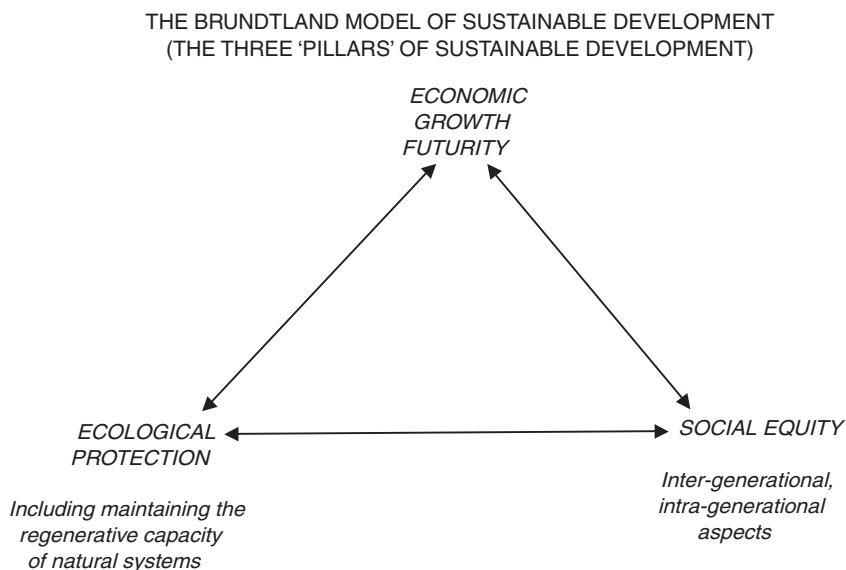 THE BRUNDTLAND MODEL OF SUSTAINABLE DEVELOPMENT
(THE THREE ‘PILLARS’ OF SUSTAINABLE DEVELOPMENT)
ECONOMIC
GROWTH
FUTURITY
ECOLOGICAL
PROTECTION
Including maintaining the
regenerative capacity
of natural systems
SOCIAL EQUITY
Inter-generational,
intra-generational
aspects